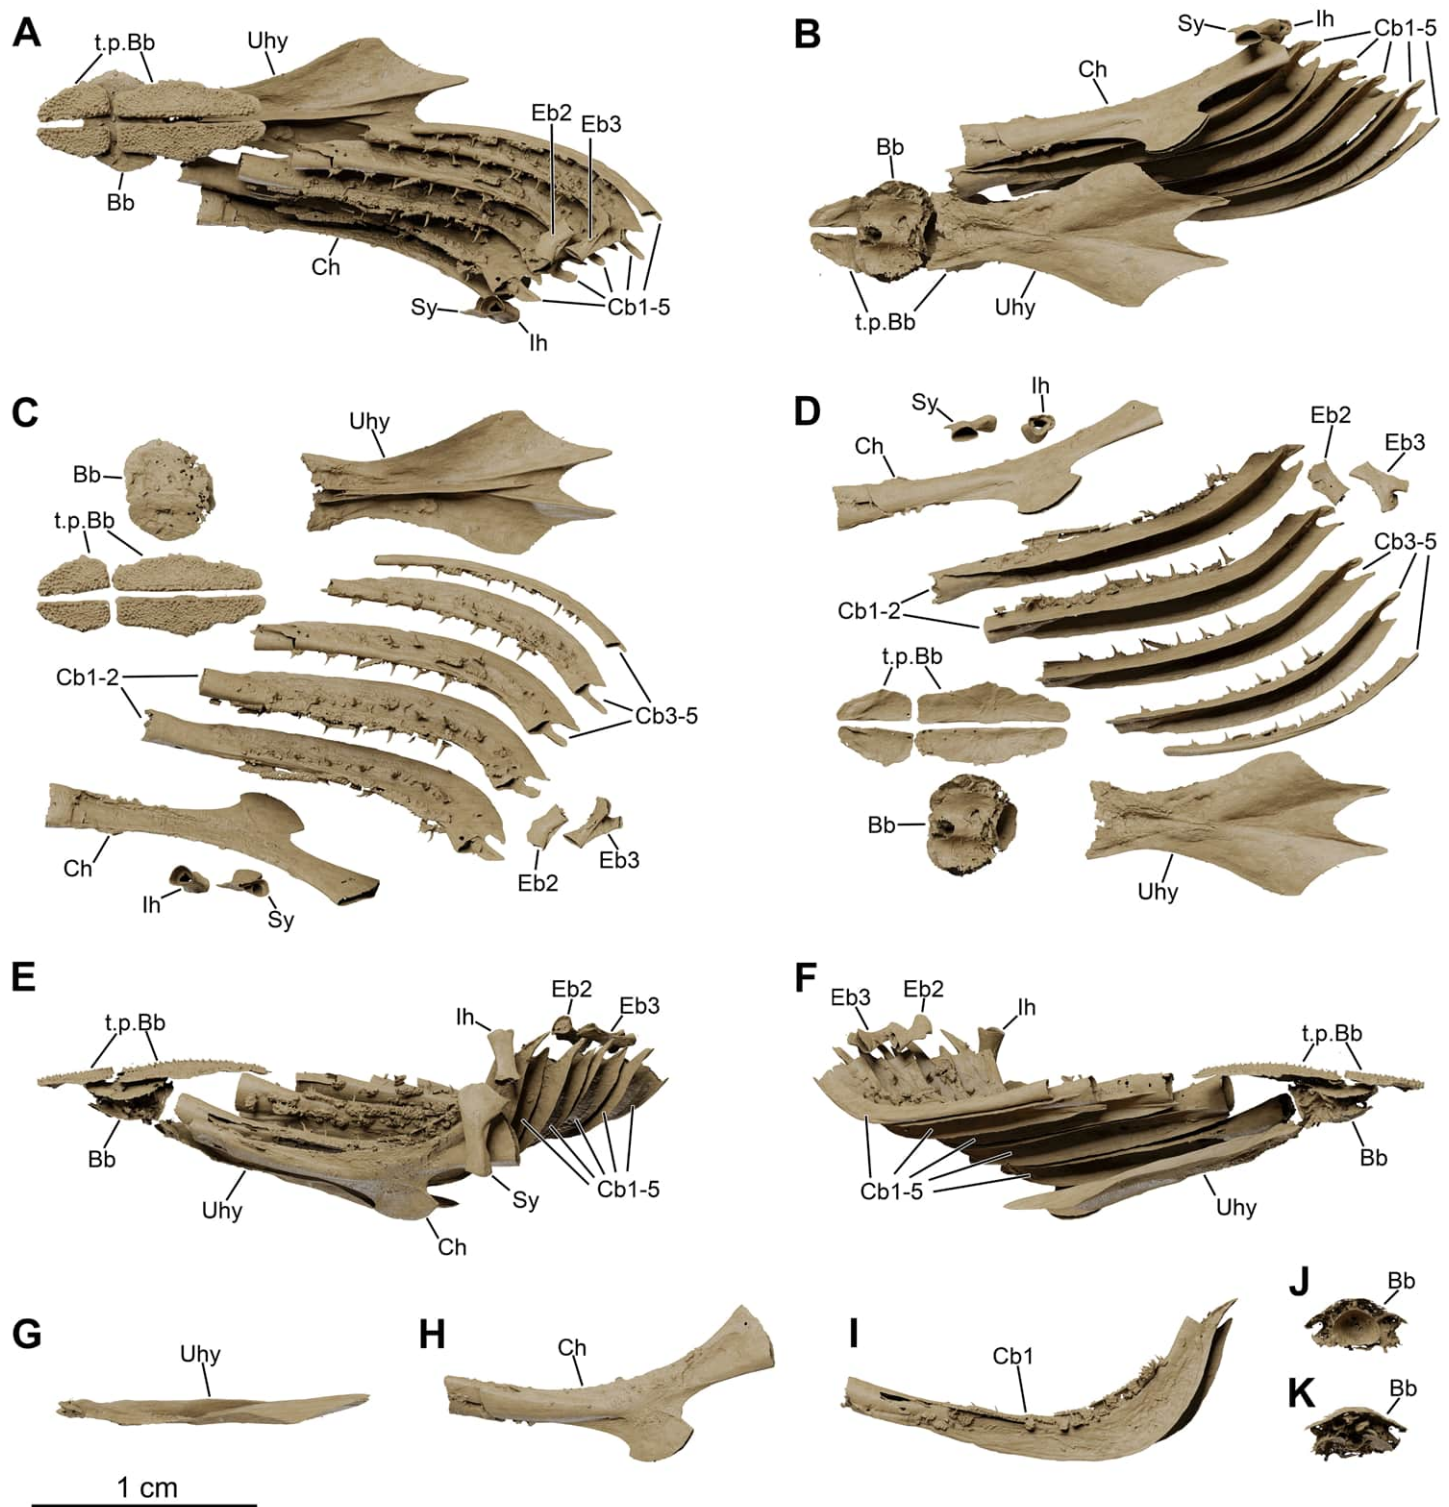 A
t.p.Bb
Uhy
Eb2
Eb3
Bb
Ch
Sy
Ih
Cb1-5
B
Sy
Ih
Cb1-5
Ch
Bb
t.p.Bb
Uhy
C
Uhy
Bb
t.p.Bb
Cb1-2
Cb3-5
Ch
Ih
Sy
Eb2
Eb3
D
Sy
Ih
Ch
Eb2
Eb3
Cb3-5
Cb1-2
t.p.Bb
Bb
Uhy
E
t.p.Bb
Ih
Eb2
Eb3
Bb
Uhy
Sy
Cb1-5
Ch
F
Eb3
Eb2
Ih
t.p.Bb
Cb1-5
Bb
Uhy
G
Uhy
H
Ch
I
Cb1
J
Bb
K
Bb
1 cm